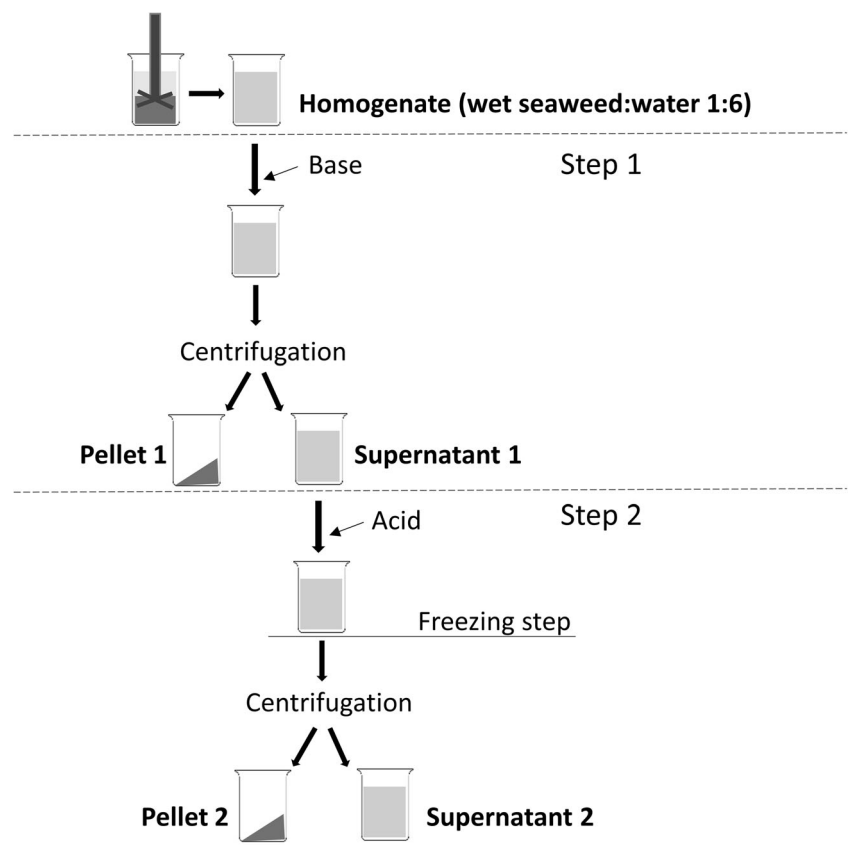 Homogenate (wet seaweed:water 1:6)
Base
Step 1
Centrifugation
Pellet 1
Supernatant 1
Step 2
Acid
Freezing step
Centrifugation
Pellet 2
Supernatant 2